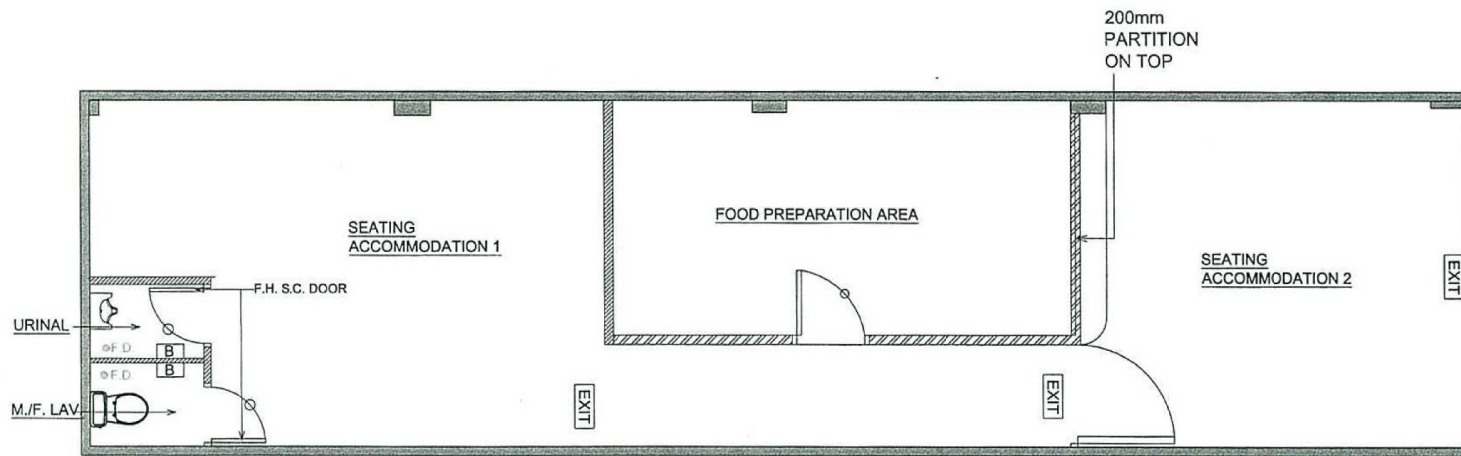 200mm
PARTITION
ON TOP
SEATING
ACCOMMODATION 1
FOOD PREPARATION AREA
SEATING
ACCOMMODATION 2
EXIT
F.H. S.C. DOOR
URINAL
F.D
B
B
F.D
M./F. LAV
EXIT
EXIT